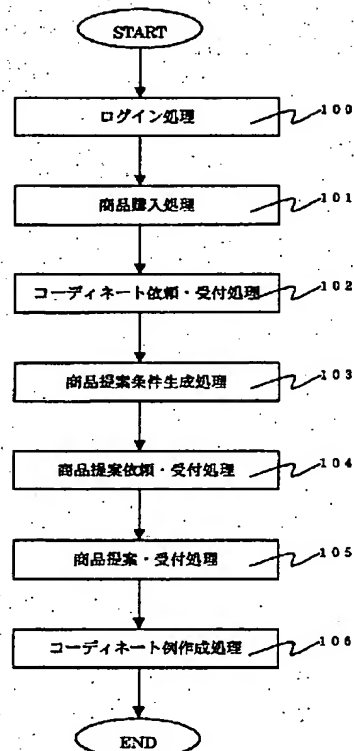 START
ログイン処理
100
商品購入処理
101
コーディネート依頼・受付処理
102
商品提案条件生成処理
103
商品提案依頼・受付処理
104
商品提案・受付処理
105
コーディネート例作成処理
106
END